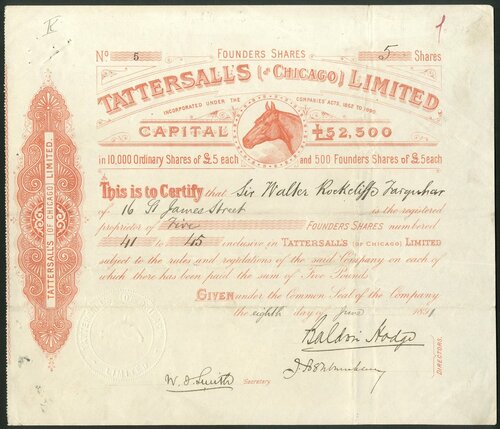 No 5 FOUNDERS SHARES 5 Shares
TATTERSALL'S (OF CHICAGO) LIMITED.
INCORPORATED UNDER THE COMPANIES' ACTS, 1862 TO 1890.
CAPITAL £52,500
in 10,000 Ordinary Shares of £5 each and 500 Founders Shares of £5 each
This is to Certify that Sir Walter Rockcliffe Farquhar
of 16 St James Street is the registered
proprietor of Five FOUNDERS SHARES numbered
41 to 45 inclusive in TATTERSALL'S (OF CHICAGO) LIMITED
subject to the rules and regulations of the said Company on each of
which there has been paid the sum of Five Pounds.
GIVEN under the Common Seal of the Company
the eighth day of June 1891
Baldwin Hodge
W. D. Smith Secretary
DIRECTORS.
TATTERSALL'S (OF CHICAGO) LIMITED.
LIMITED